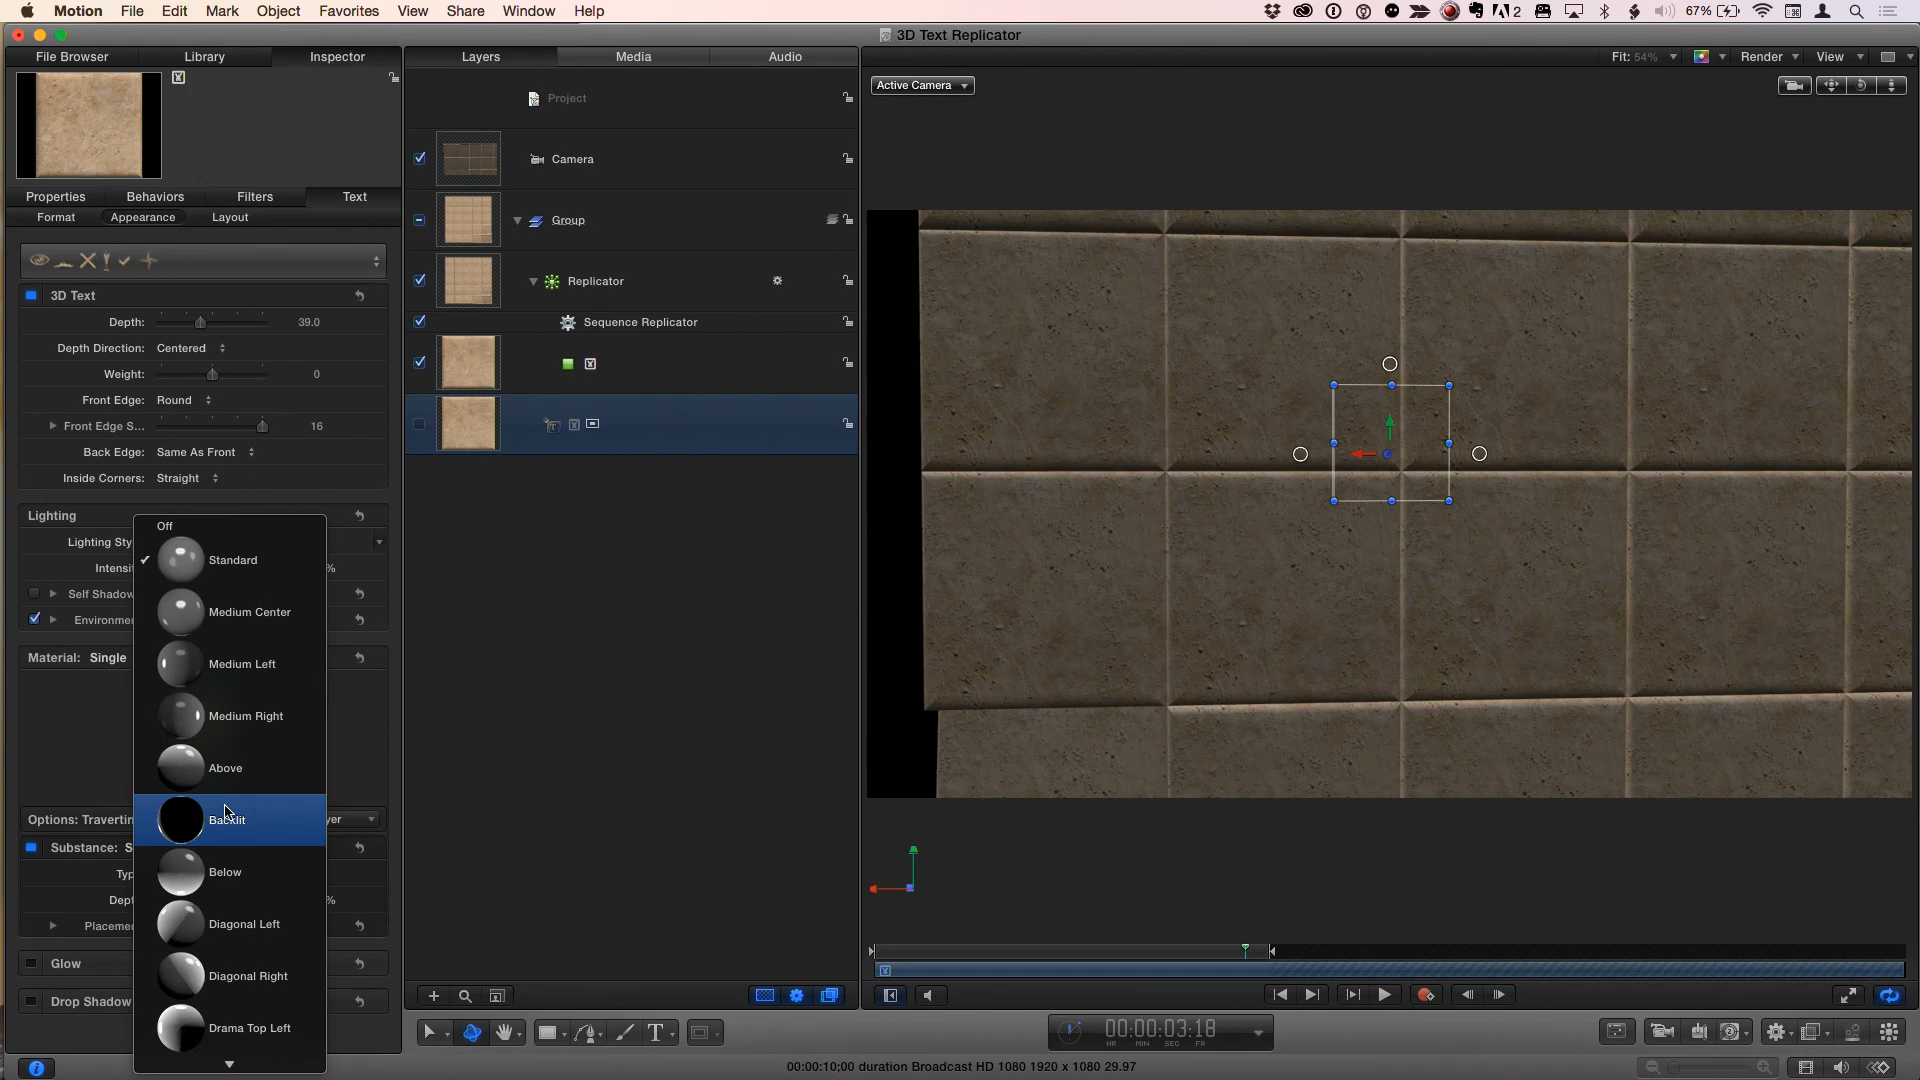 Motion File Edit Mark Object Favorites View Share Window Help
2 67%
3D Text Replicator
File Browser Library Inspector
Layers Media Audio
Fit: 54% Render View
Active Camera
Project
Camera
Group
Replicator
Sequence Replicator
Properties Behaviors Filters Text
Format Appearance Layout
3D Text
Depth: 39.0
Depth Direction: Centered
Weight: 0
Front Edge: Round
Front Edge S... 16
Back Edge: Same As Front
Inside Corners: Straight
Lighting
Lighting Sty
Intensit %
Self Shadow
Environme
Material: Single
Options: Travertin yer
Substance: S
Typ
Dept %
Placeme
Glow
Drop Shadow
Off
Standard
Medium Center
Medium Left
Medium Right
Above
Backlit
Below
Diagonal Left
Diagonal Right
Drama Top Left
T
00:00:03;18
HR MIN SEC FR
00:00:10;00 duration Broadcast HD 1080 1920 x 1080 29.97